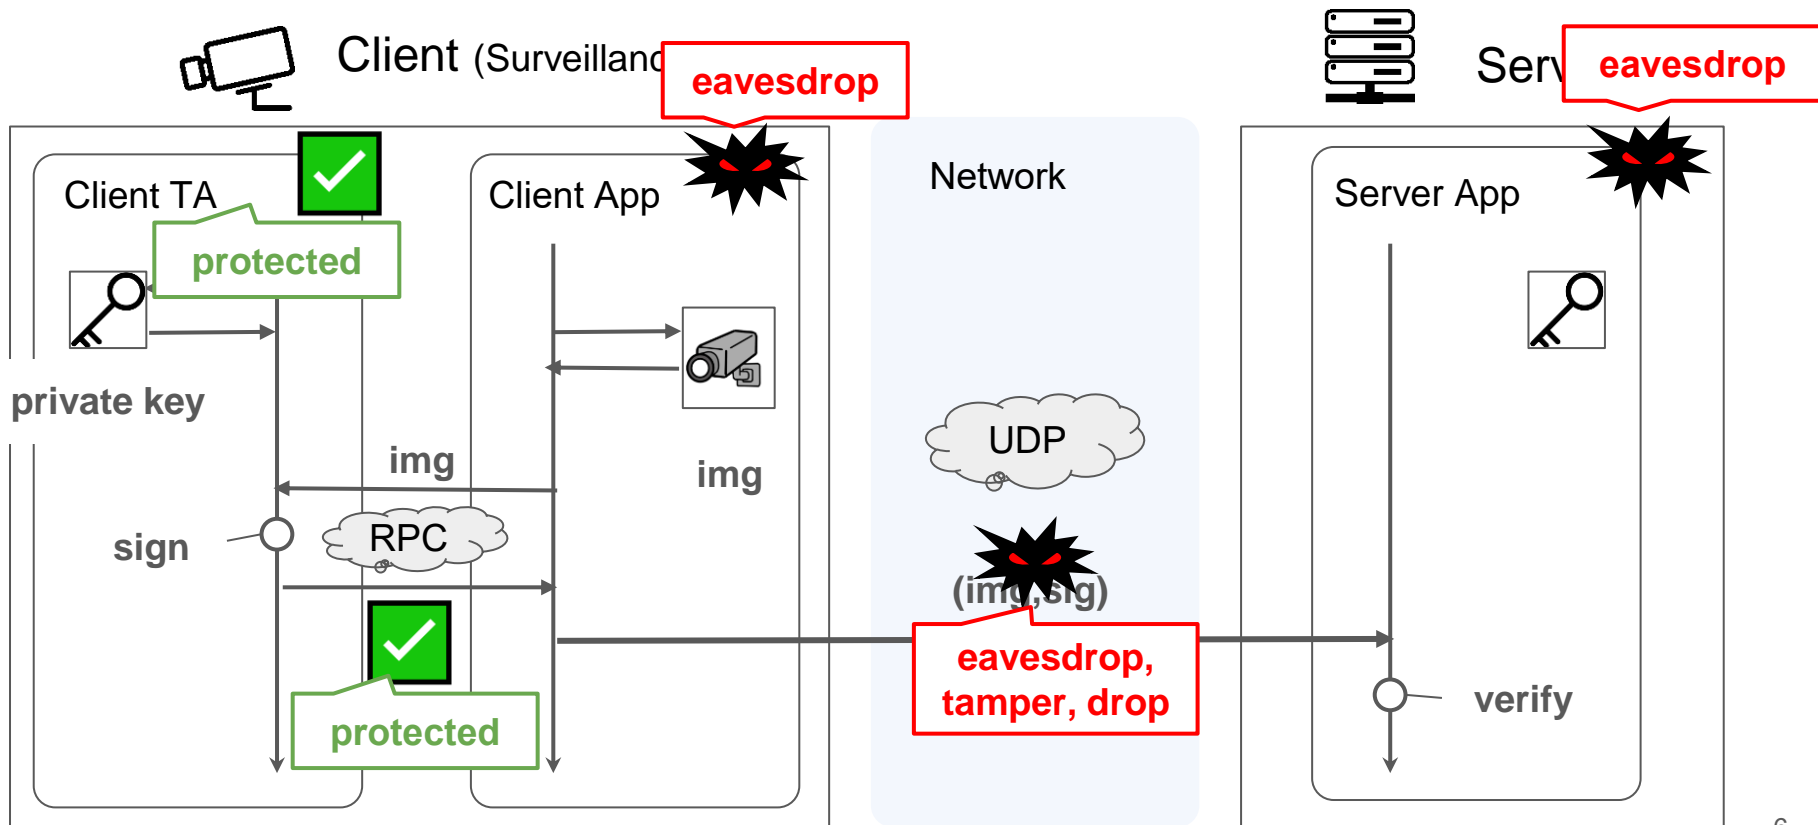 Client (Surveillanc
eavesdrop
Serv
eavesdrop
Client TA
Client App
Network
Server App
protected
private key
img
img
UDP
sign
RPC
(img,sig)
protected
eavesdrop,
tamper, drop
verify